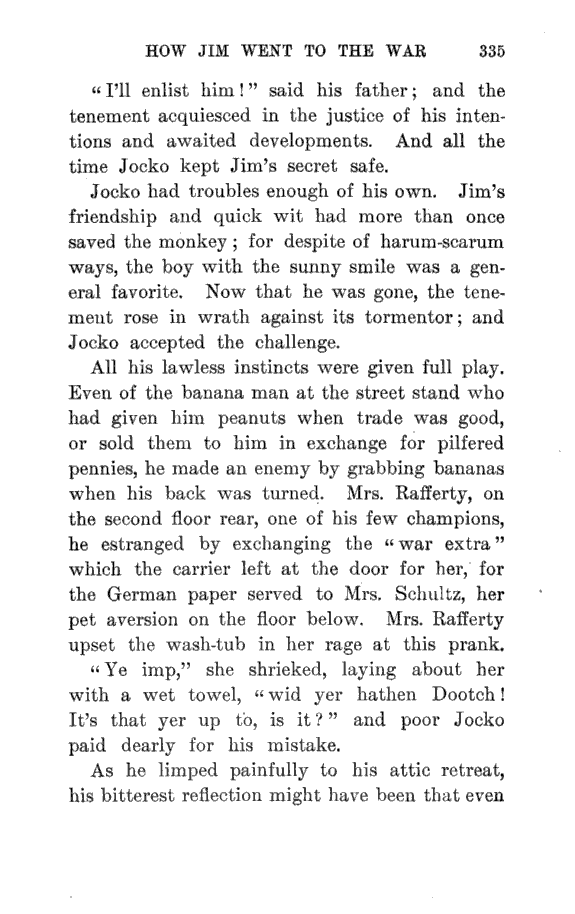 HOW JIM WENT TO THE WAR 335
“I'll enlist him!” said his father; and the
tenement acquiesced in the justice of his inten-
tions and awaited developments. And all the
time Jocko kept Jim's secret safe.
Jocko had troubles enough of his own. Jim's
friendship and quick wit had more than once
saved the monkey; for despite of harum-scarum
ways, the boy with the sunny smile was a gen-
eral favorite. Now that he was gone, the tene-
ment rose in wrath against its tormentor; and
Jocko accepted the challenge.
All his lawless instincts were given full play.
Even of the banana man at the street stand who
had given him peanuts when trade was good,
or sold them to him in exchange for pilfered
pennies, he made an enemy by grabbing bananas
when his back was turned. Mrs. Rafferty, on
the second floor rear, one of his few champions,
he estranged by exchanging the “war extra”
which the carrier left at the door for her, for
the German paper served to Mrs. Schultz, her
pet aversion on the floor below. Mrs. Rafferty
upset the wash-tub in her rage at this prank.
“Ye imp,” she shrieked, laying about her
with a wet towel, “wid yer hathen Dootch!
It's that yer up to, is it?” and poor Jocko
paid dearly for his mistake.
As he limped painfully to his attic retreat,
his bitterest reflection might have been that even